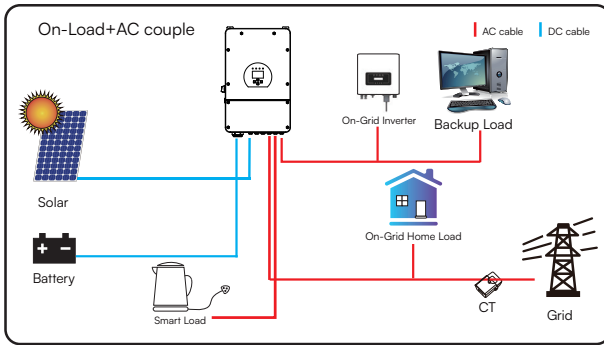 On-Load+AC couple
AC cable
DC cable
On-Grid Inverter
Backup Load
Solar
On-Grid Home Load
Battery
Smart Load
CT
Grid